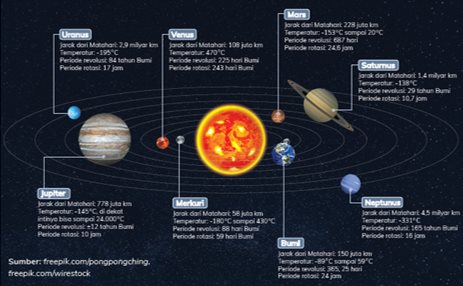 Uranus
Jarak dari Matahari: 2,9 milyar km
Temperatur: -195°C
Periode revolusi: 84 tahun Bumi
Periode rotasi: 17 jam
Venus
Jarak dari Matahari: 108 juta km
Temperatur: 470°C
Periode revolusi: 225 hari Bumi
Periode rotasi: 243 hari Bumi
Mars
Jarak dari Matahari: 228 juta km
Temperatur: -153°C sampai 20°C
Periode revolusi: 687 hari
Periode rotasi: 24,6 jam
Saturnus
Jarak dari Matahari: 1,4 milyar km
Temperatur: -138°C
Periode revolusi: 29 tahun Bumi
Periode rotasi: 10,7 jam
Jupiter
Jarak dari Matahari: 778 juta km
Temperatur: -145°C, di dekat
intinya bisa sampai 24.000°C
Periode revolusi: ±12 tahun Bumi
Periode rotasi: 10 jam
Merkuri
Jarak dari Matahari: 58 juta km
Temperatur: -180°C sampai 430°C
Periode revolusi: 88 hari Bumi
Periode rotasi: 59 hari Bumi
Bumi
Jarak dari Matahari: 150 juta km
Temperatur: -89°C sampai 59°C
Periode revolusi: 365, 25 hari
Periode rotasi: 24 jam
Neptunus
Jarak dari Matahari: 4,5 milyar km
Temperatur: -331°C
Periode revolusi: 165 tahun Bumi
Periode rotasi: 16 jam
Sumber: freepik.com/pongpongching,
freepik.com/wirestock